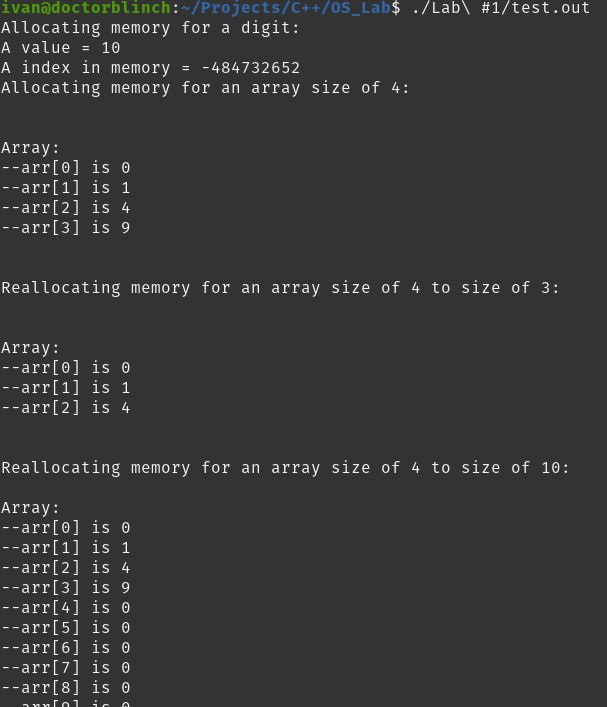 ivan@doctorblinch:~/Projects/C++/OS_Lab$ ./Lab\ #1/test.out
Allocating memory for a digit:
A value = 10
A index in memory = -484732652
Allocating memory for an array size of 4:
Array:
--arr[0] is 0
--arr[1] is 1
--arr[2] is 4
--arr[3] is 9
Reallocating memory for an array size of 4 to size of 3:
Array:
--arr[0] is 0
--arr[1] is 1
--arr[2] is 4
Reallocating memory for an array size of 4 to size of 10:
Array:
--arr[0] is 0
--arr[1] is 1
--arr[2] is 4
--arr[3] is 9
--arr[4] is 0
--arr[5] is 0
--arr[6] is 0
--arr[7] is 0
--arr[8] is 0
--arr[9] is 0